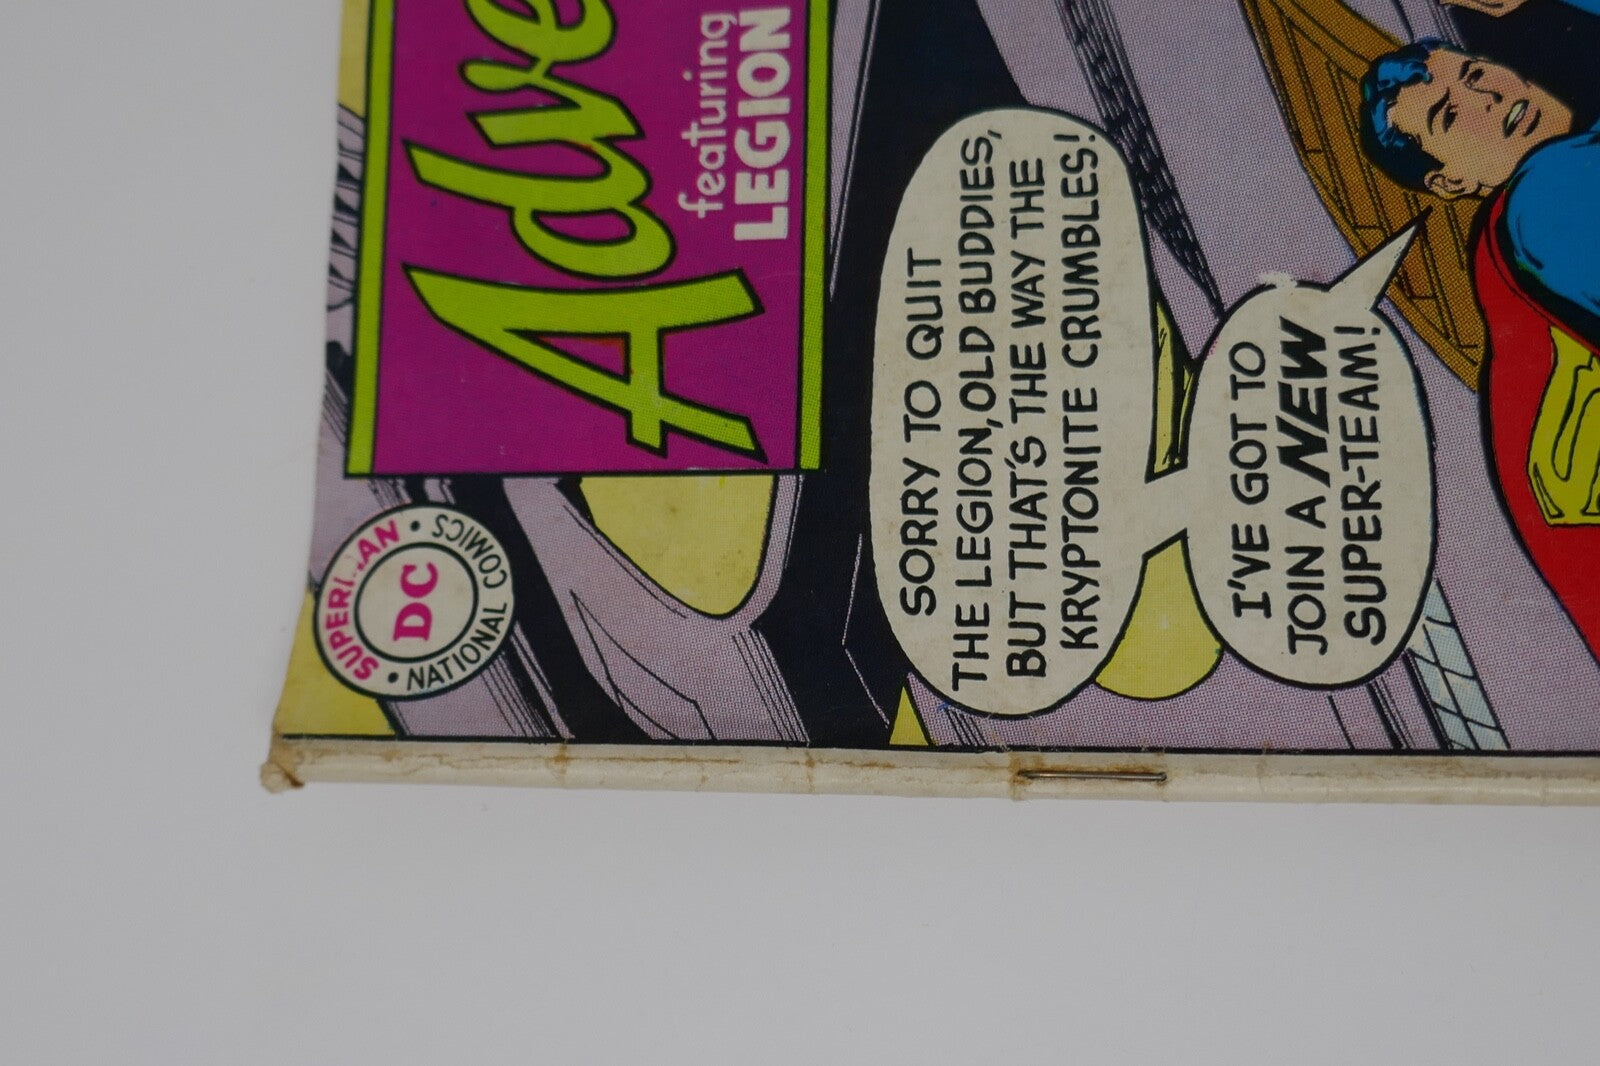 Adve
featuring
LEGION
SUPERMAN
DC
NATIONAL COMICS
SORRY TO QUIT
THE LEGION, OLD BUDDIES,
BUT THAT'S THE WAY THE
KRYPTONITE CRUMBLES!
I'VE GOT TO
JOIN A NEW
SUPER-TEAM!
S